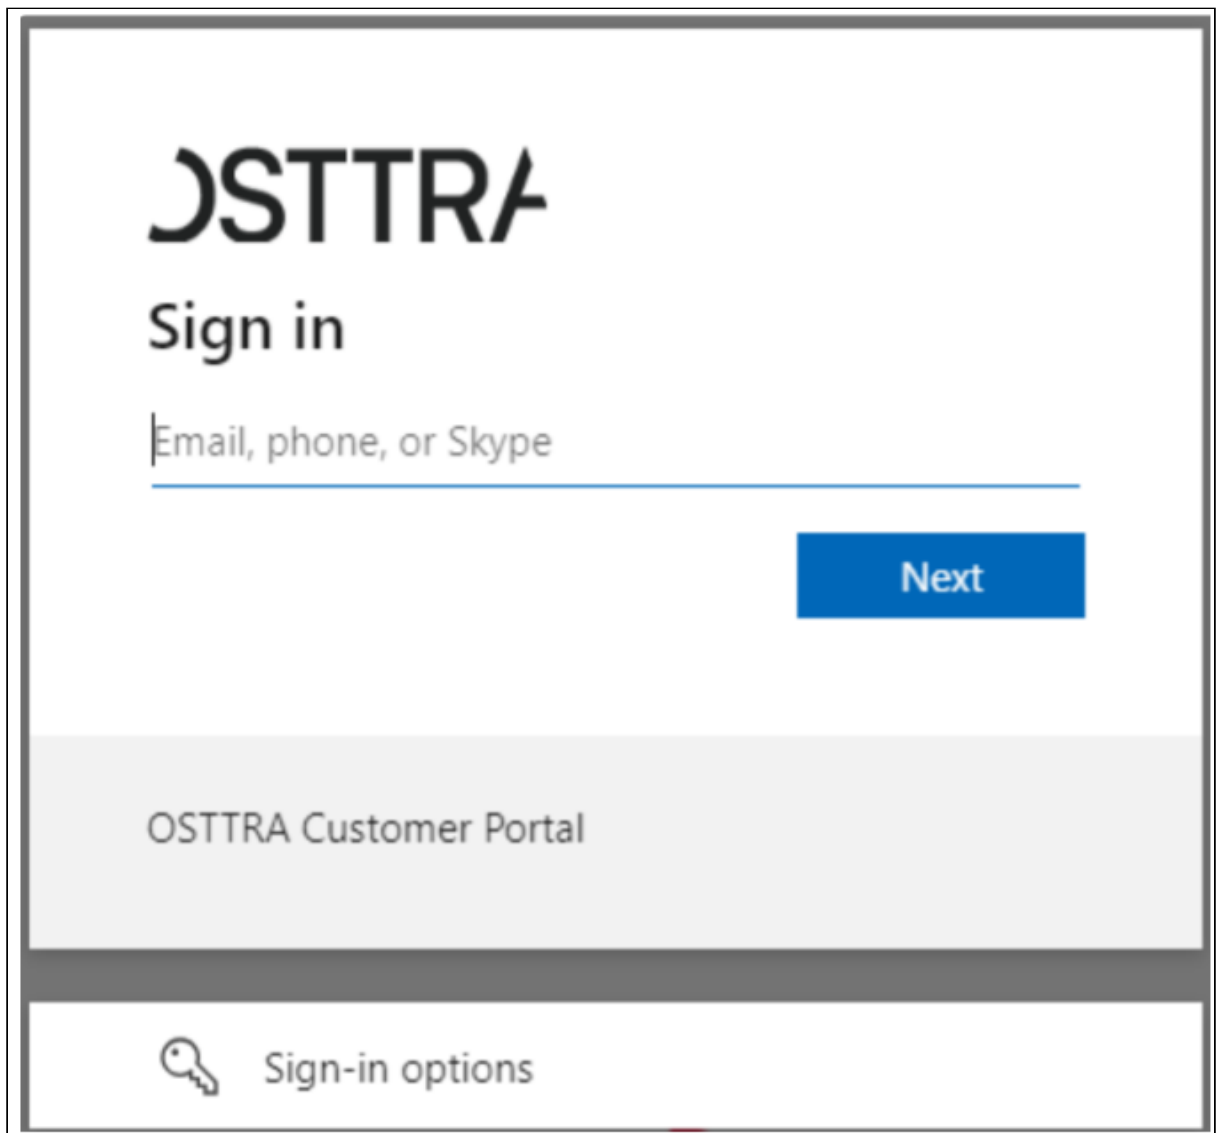 OSTTRA
Sign in
Email, phone, or Skype
Next
OSTTRA Customer Portal
Sign-in options